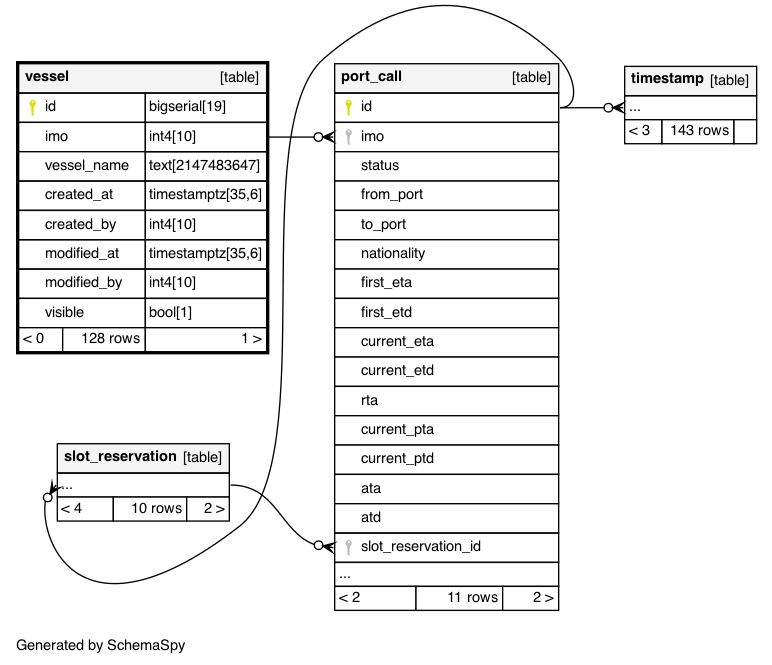 vessel [table]
id bigserial[19]
imo int4[10]
vessel_name text[2147483647]
created_at timestamptz[35,6]
created_by int4[10]
modified_at timestamptz[35,6]
modified_by int4[10]
visible bool[1]
< 0 128 rows 1 >
port_call [table]
id
imo
status
from_port
to_port
nationality
first_eta
first_etd
current_eta
current_etd
rta
current_pta
current_ptd
ata
atd
slot_reservation_id
...
< 2 11 rows 2 >
timestamp [table]
...
< 3 143 rows
slot_reservation [table]
...
< 4 10 rows 2 >
Generated by SchemaSpy